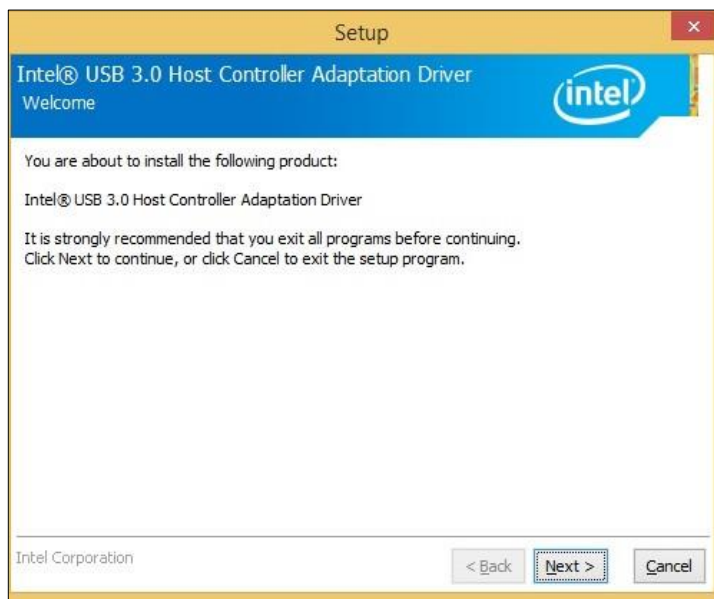 Setup
Intel® USB 3.0 Host Controller Adaptation Driver
Welcome
intel
You are about to install the following product:
Intel® USB 3.0 Host Controller Adaptation Driver
It is strongly recommended that you exit all programs before continuing.
Click Next to continue, or click Cancel to exit the setup program.
Intel Corporation
< Back Next > Cancel